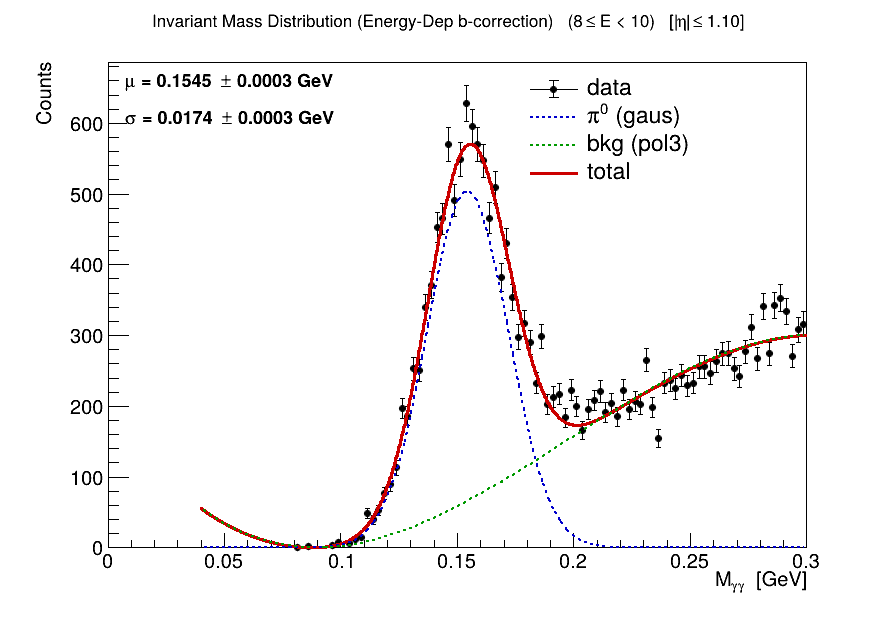 Invariant Mass Distribution (Energy-Dep b-correction) (8 ≤ E < 10) [|η| ≤ 1.10]
Counts
μ = 0.1545 ± 0.0003 GeV
σ = 0.0174 ± 0.0003 GeV
data
π⁰ (gaus)
bkg (pol3)
total
600
500
400
300
200
100
0
0 0.05 0.1 0.15 0.2 0.25 0.3
Mγγ [GeV]